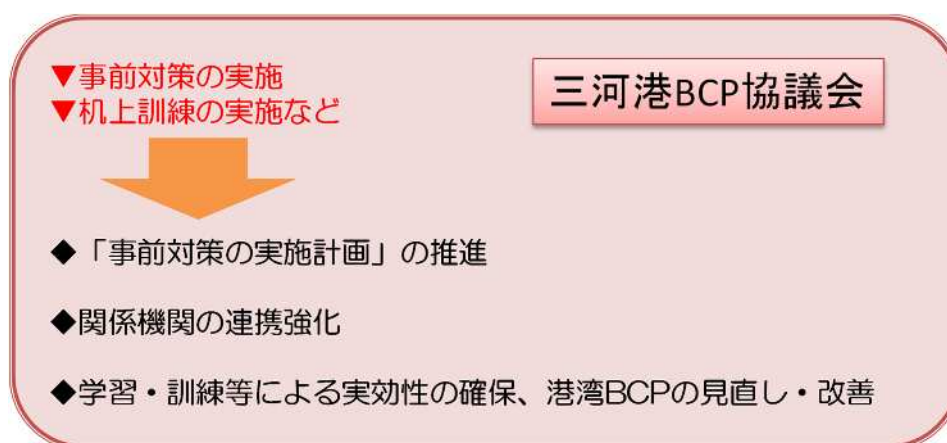 ▼事前対策の実施
▼机上訓練の実施など
三河港BCP協議会
◆「事前対策の実施計画」の推進
◆関係機関の連携強化
◆学習・訓練等による実効性の確保、港湾BCPの見直し・改善